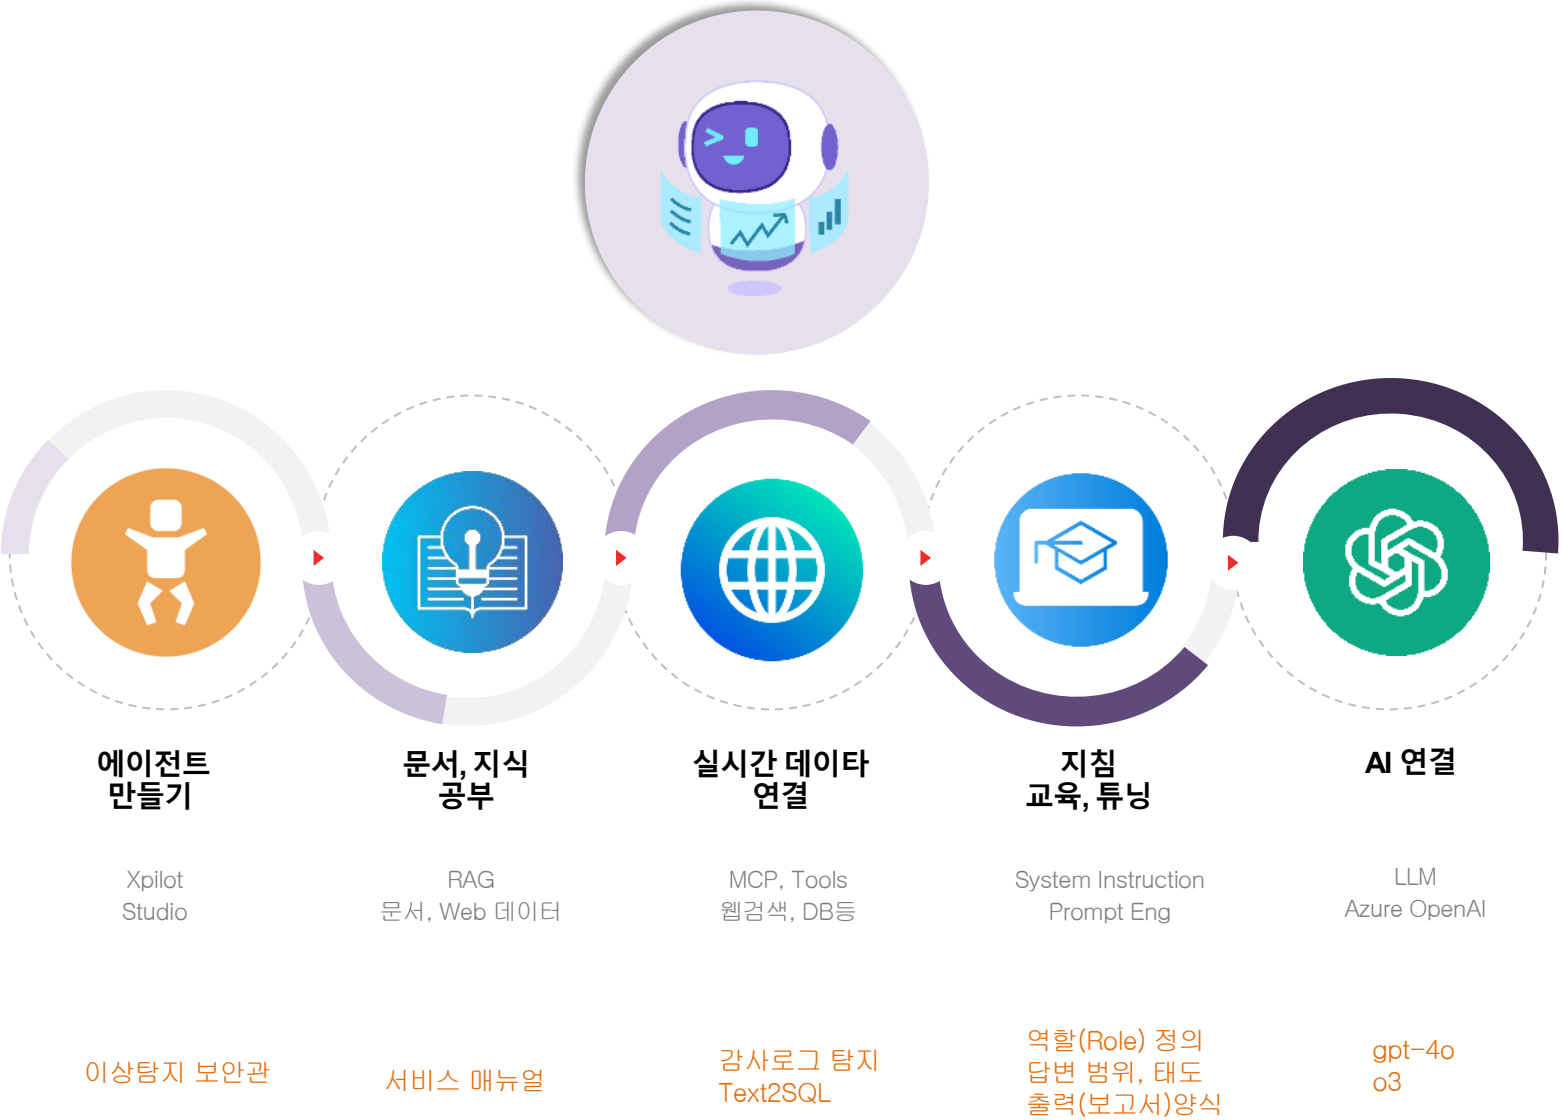 에이전트
만들기
문서, 지식
공부
실시간 데이타
연결
지침
교육, 튜닝
AI 연결
Xpilot
Studio
RAG
문서, Web 데이터
MCP, Tools
웹검색, DB등
System Instruction
Prompt Eng
LLM
Azure OpenAI
이상탐지 보안관
서비스 매뉴얼
감사로그 탐지
Text2SQL
역할(Role) 정의
답변 범위, 태도
출력(보고서)양식
gpt-4o
o3